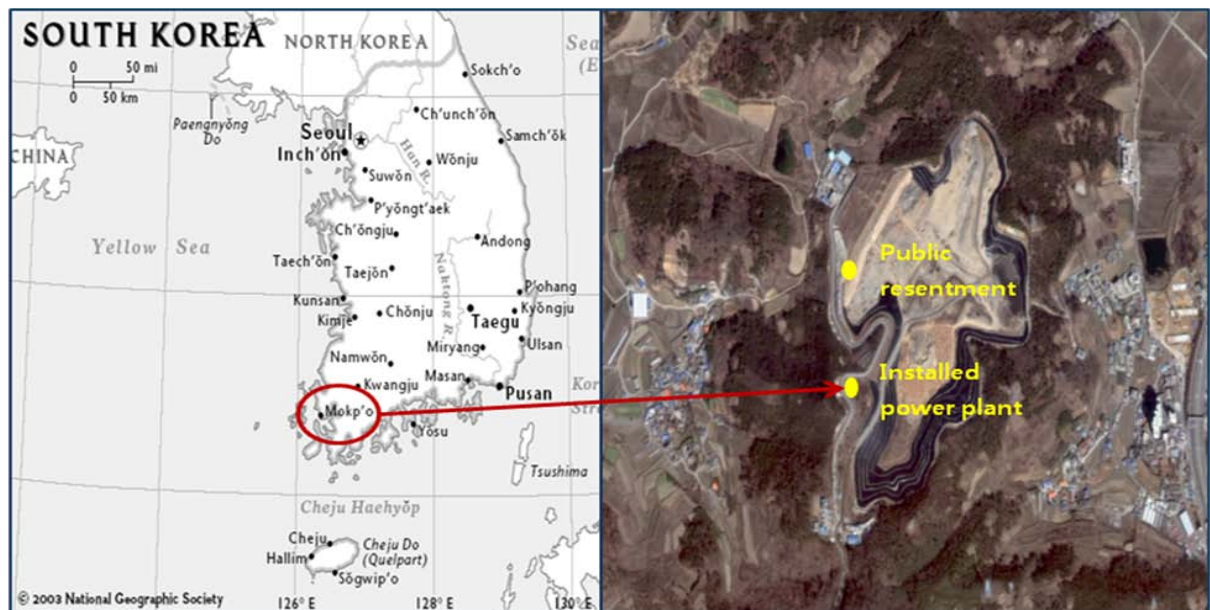 SOUTH KOREA
0 50 mi
0 50 km
NORTH KOREA
Sea
(E
Sokch'o
Ch'unch'ŏn
Paengnyŏng
Do
Seoul
Samch'ŏk
Inch'ŏn
Han R.
Wŏnju
CHINA
Suwŏn
P'yŏngt'aek
Ch'ŏngju
Andong
Yellow Sea
Taech'ŏn
Taejŏn
Naktong R.
P'ohang
Kunsan
Kyŏngju
Chŏnju
Kimje
Taegu
Ulsan
Miryang
Namwŏn
Masan
Kwangju
Pusan
Kor
Stra
Mokp'o
Yŏsu
Tsushima
Cheju Haehyŏp
Cheju
Cheju Do
(Quelpart)
Hallim
Sŏgwip'o
© 2003 National Geographic Society
126° E
128° E
130° E
Public
resentment
Installed
power plant